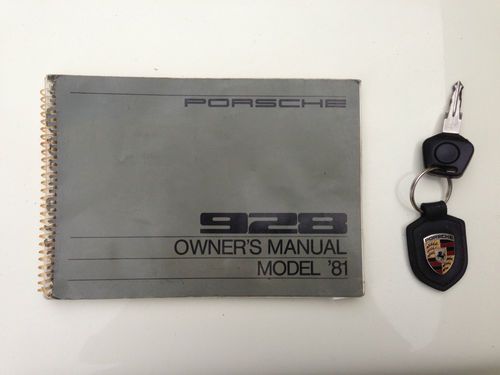 PORSCHE
928
OWNER'S MANUAL
MODEL '81
PORSCHE